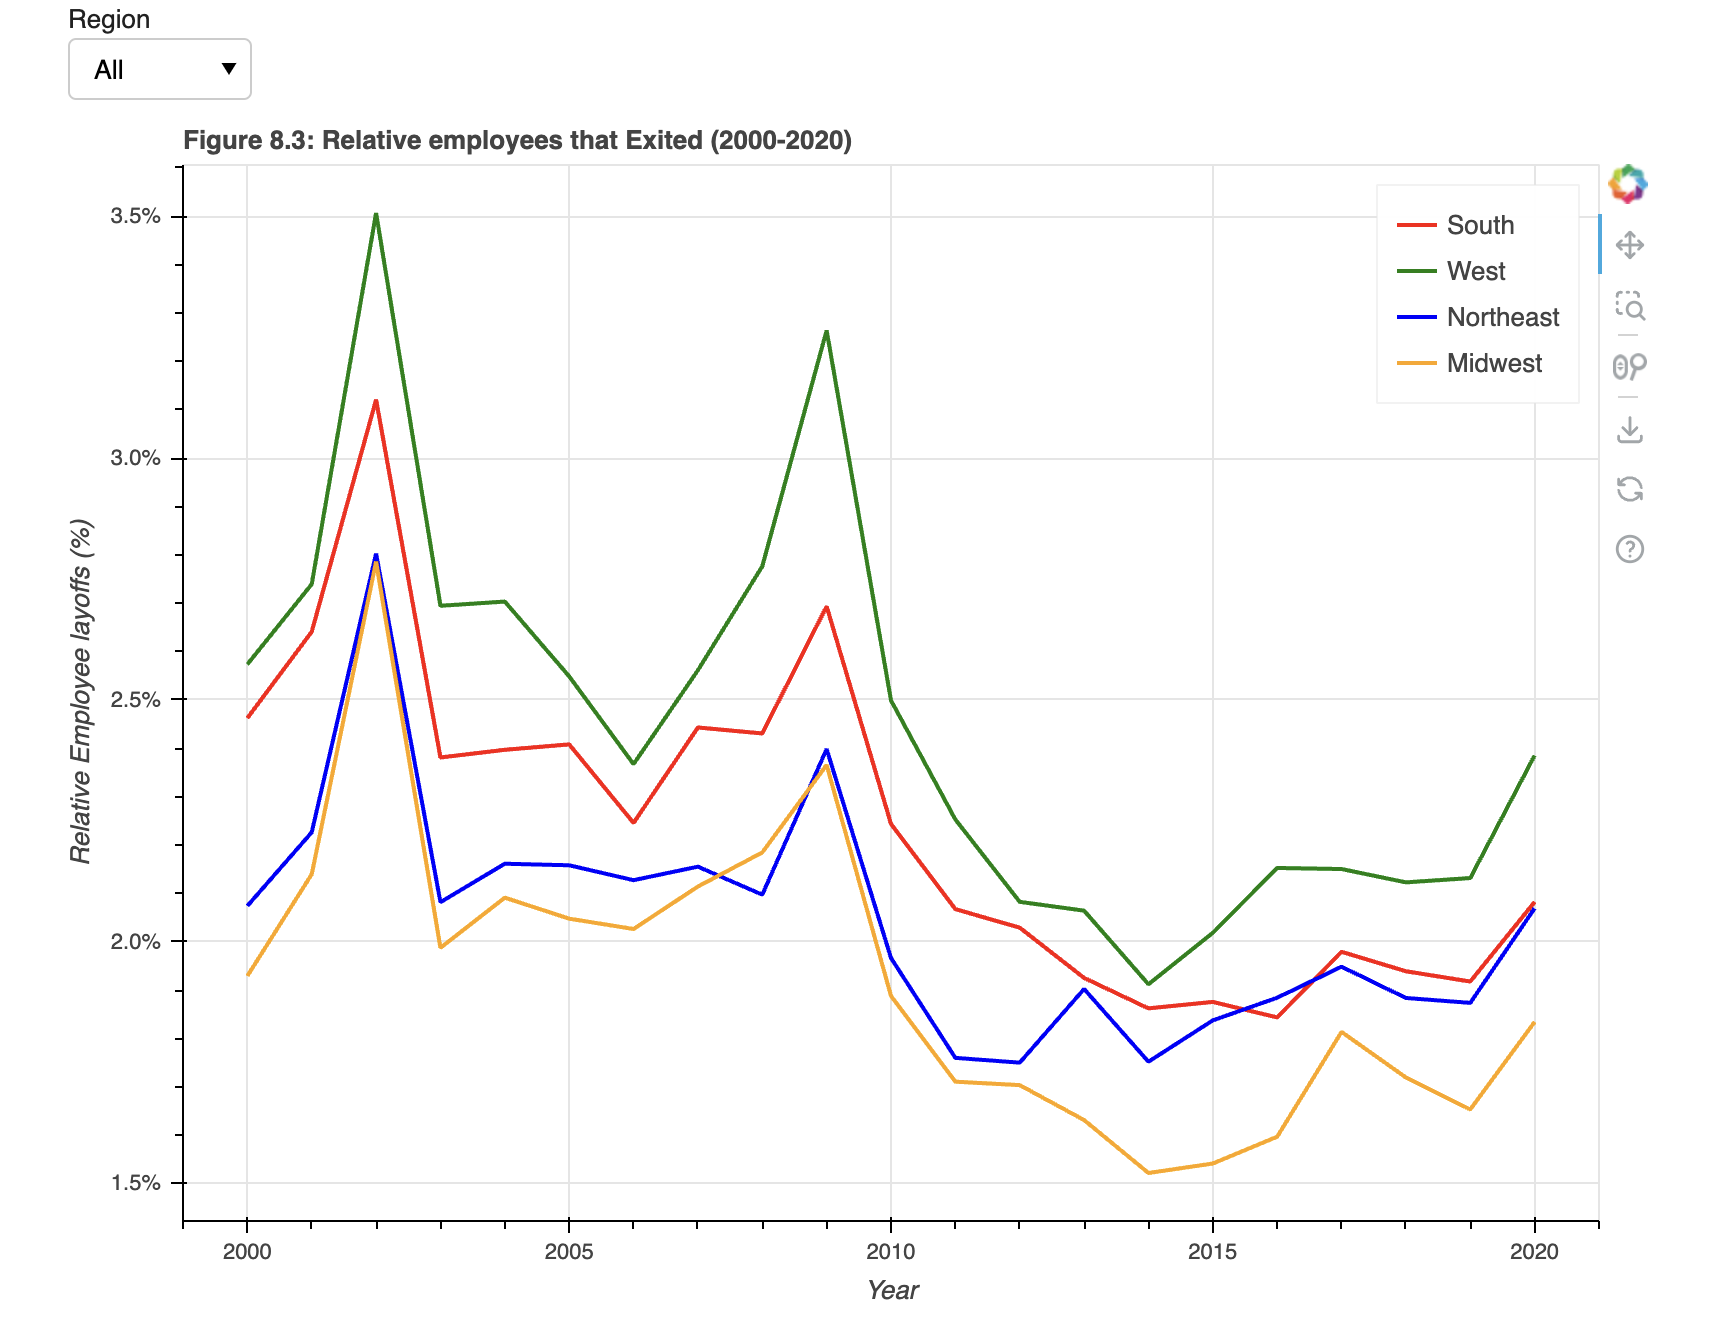 Region
All
Figure 8.3: Relative employees that Exited (2000-2020)
South
West
Northeast
Midwest
3.5%
3.0%
2.5%
2.0%
1.5%
Relative Employee layoffs (%)
2000 2005 2010 2015 2020
Year